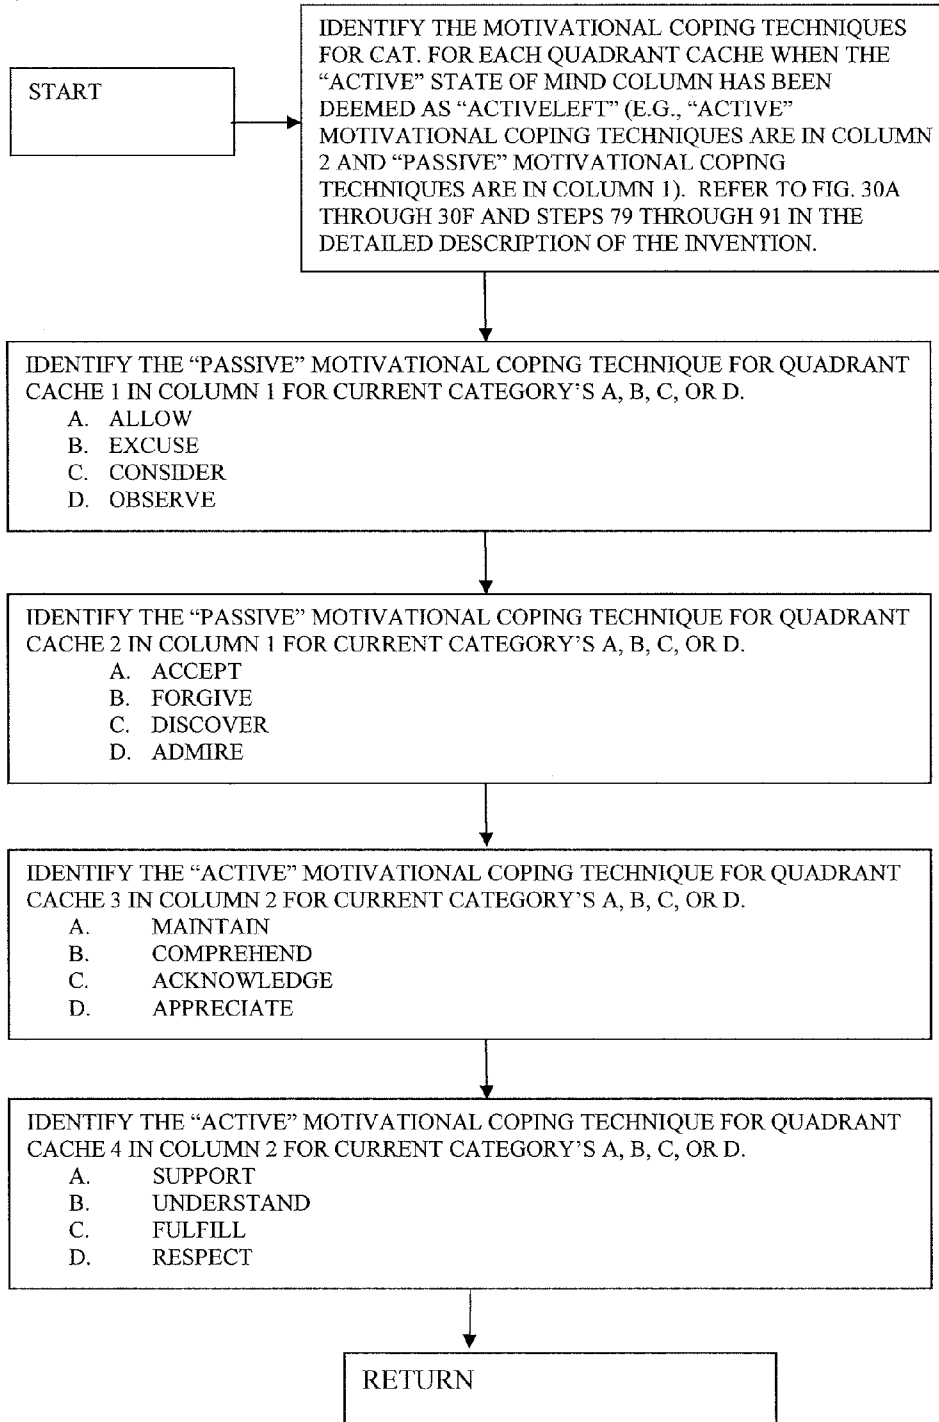 START
IDENTIFY THE MOTIVATIONAL COPING TECHNIQUES
FOR CAT. FOR EACH QUADRANT CACHE WHEN THE
“ACTIVE” STATE OF MIND COLUMN HAS BEEN
DEEMED AS “ACTIVELEFT” (E.G., “ACTIVE”
MOTIVATIONAL COPING TECHNIQUES ARE IN COLUMN
2 AND “PASSIVE” MOTIVATIONAL COPING
TECHNIQUES ARE IN COLUMN 1). REFER TO FIG. 30A
THROUGH 30F AND STEPS 79 THROUGH 91 IN THE
DETAILED DESCRIPTION OF THE INVENTION.
IDENTIFY THE “PASSIVE” MOTIVATIONAL COPING TECHNIQUE FOR QUADRANT
CACHE 1 IN COLUMN 1 FOR CURRENT CATEGORY’S A, B, C, OR D.
A. ALLOW
B. EXCUSE
C. CONSIDER
D. OBSERVE
IDENTIFY THE “PASSIVE” MOTIVATIONAL COPING TECHNIQUE FOR QUADRANT
CACHE 2 IN COLUMN 1 FOR CURRENT CATEGORY’S A, B, C, OR D.
A. ACCEPT
B. FORGIVE
C. DISCOVER
D. ADMIRE
IDENTIFY THE “ACTIVE” MOTIVATIONAL COPING TECHNIQUE FOR QUADRANT
CACHE 3 IN COLUMN 2 FOR CURRENT CATEGORY’S A, B, C, OR D.
A. MAINTAIN
B. COMPREHEND
C. ACKNOWLEDGE
D. APPRECIATE
IDENTIFY THE “ACTIVE” MOTIVATIONAL COPING TECHNIQUE FOR QUADRANT
CACHE 4 IN COLUMN 2 FOR CURRENT CATEGORY’S A, B, C, OR D.
A. SUPPORT
B. UNDERSTAND
C. FULFILL
D. RESPECT
RETURN